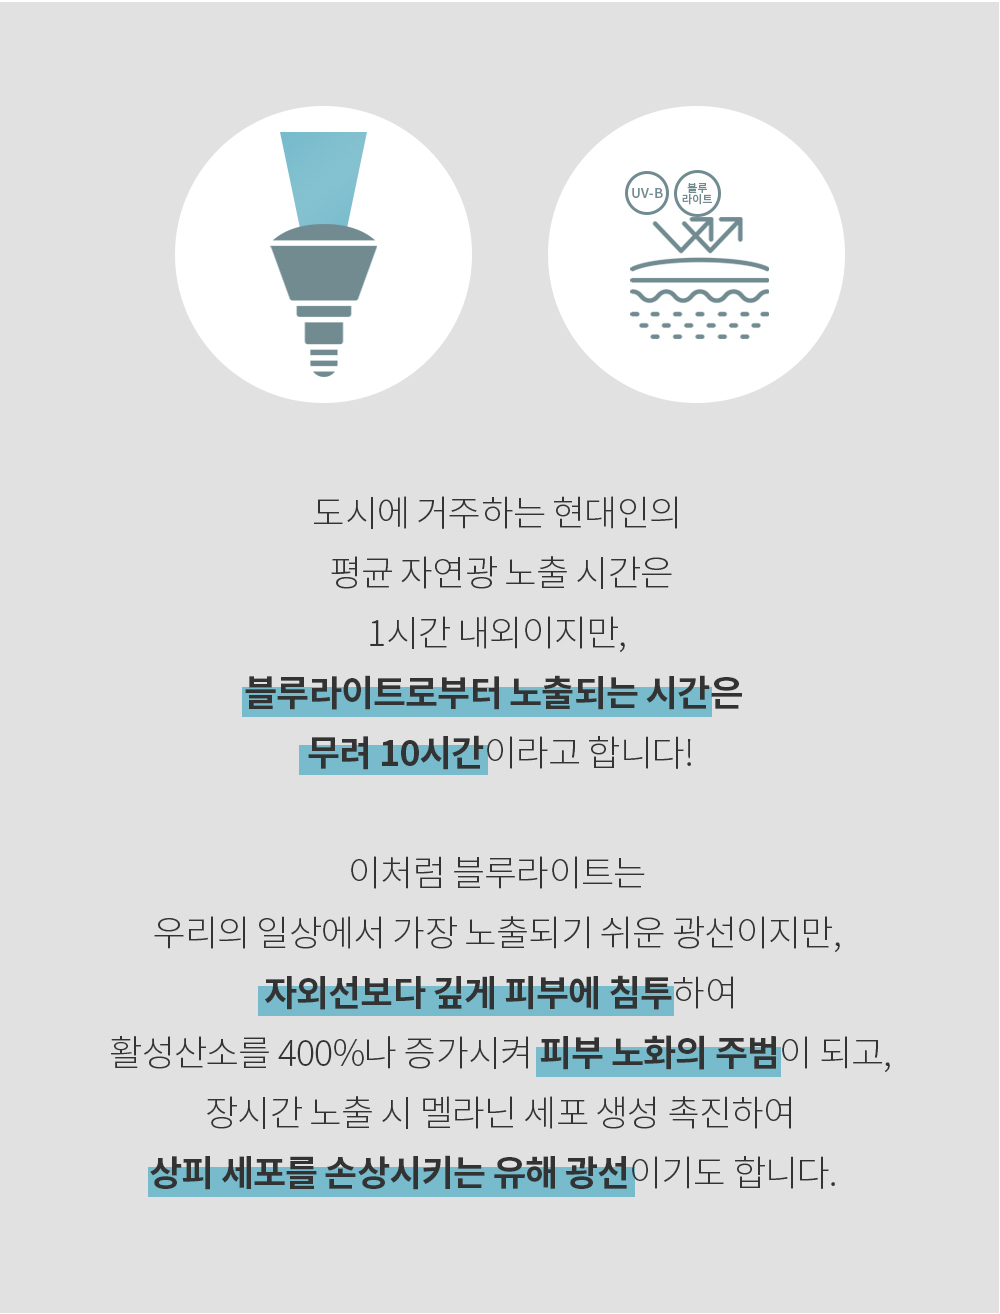 UV-B
블루
라이트
도시에 거주하는 현대인의
평균 자연광 노출 시간은
1시간 내외이지만,
블루라이트로부터 노출되는 시간은
무려 10시간이라고 합니다!
이처럼 블루라이트는
우리의 일상에서 가장 노출되기 쉬운 광선이지만,
자외선보다 깊게 피부에 침투하여
활성산소를 400%나 증가시켜 피부 노화의 주범이 되고,
장시간 노출 시 멜라닌 세포 생성 촉진하여
상피 세포를 손상시키는 유해 광선이기도 합니다.